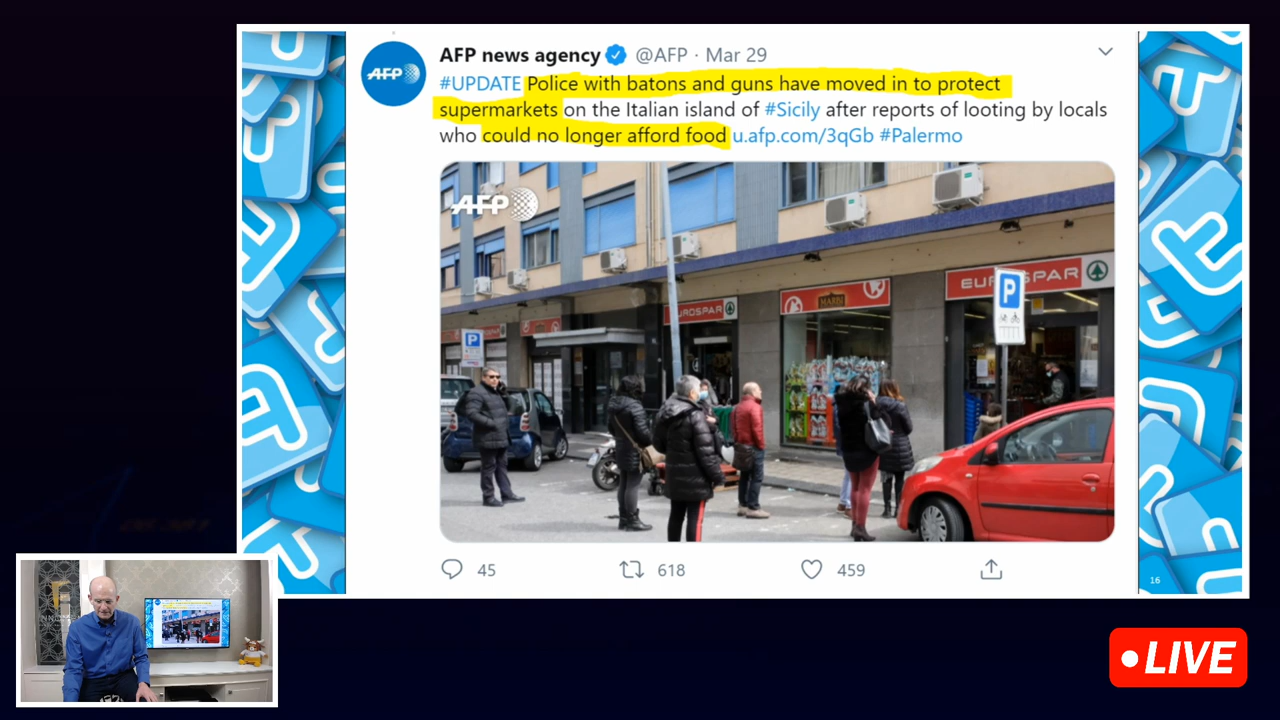 AFP news agency @AFP · Mar 29
AFP
#UPDATE Police with batons and guns have moved in to protect
supermarkets on the Italian island of #Sicily after reports of looting by locals
who could no longer afford food u.afp.com/3qGb #Palermo
AFP
EUROSPAR
EUROSPAR
P
P
45
618
459
16
LIVE